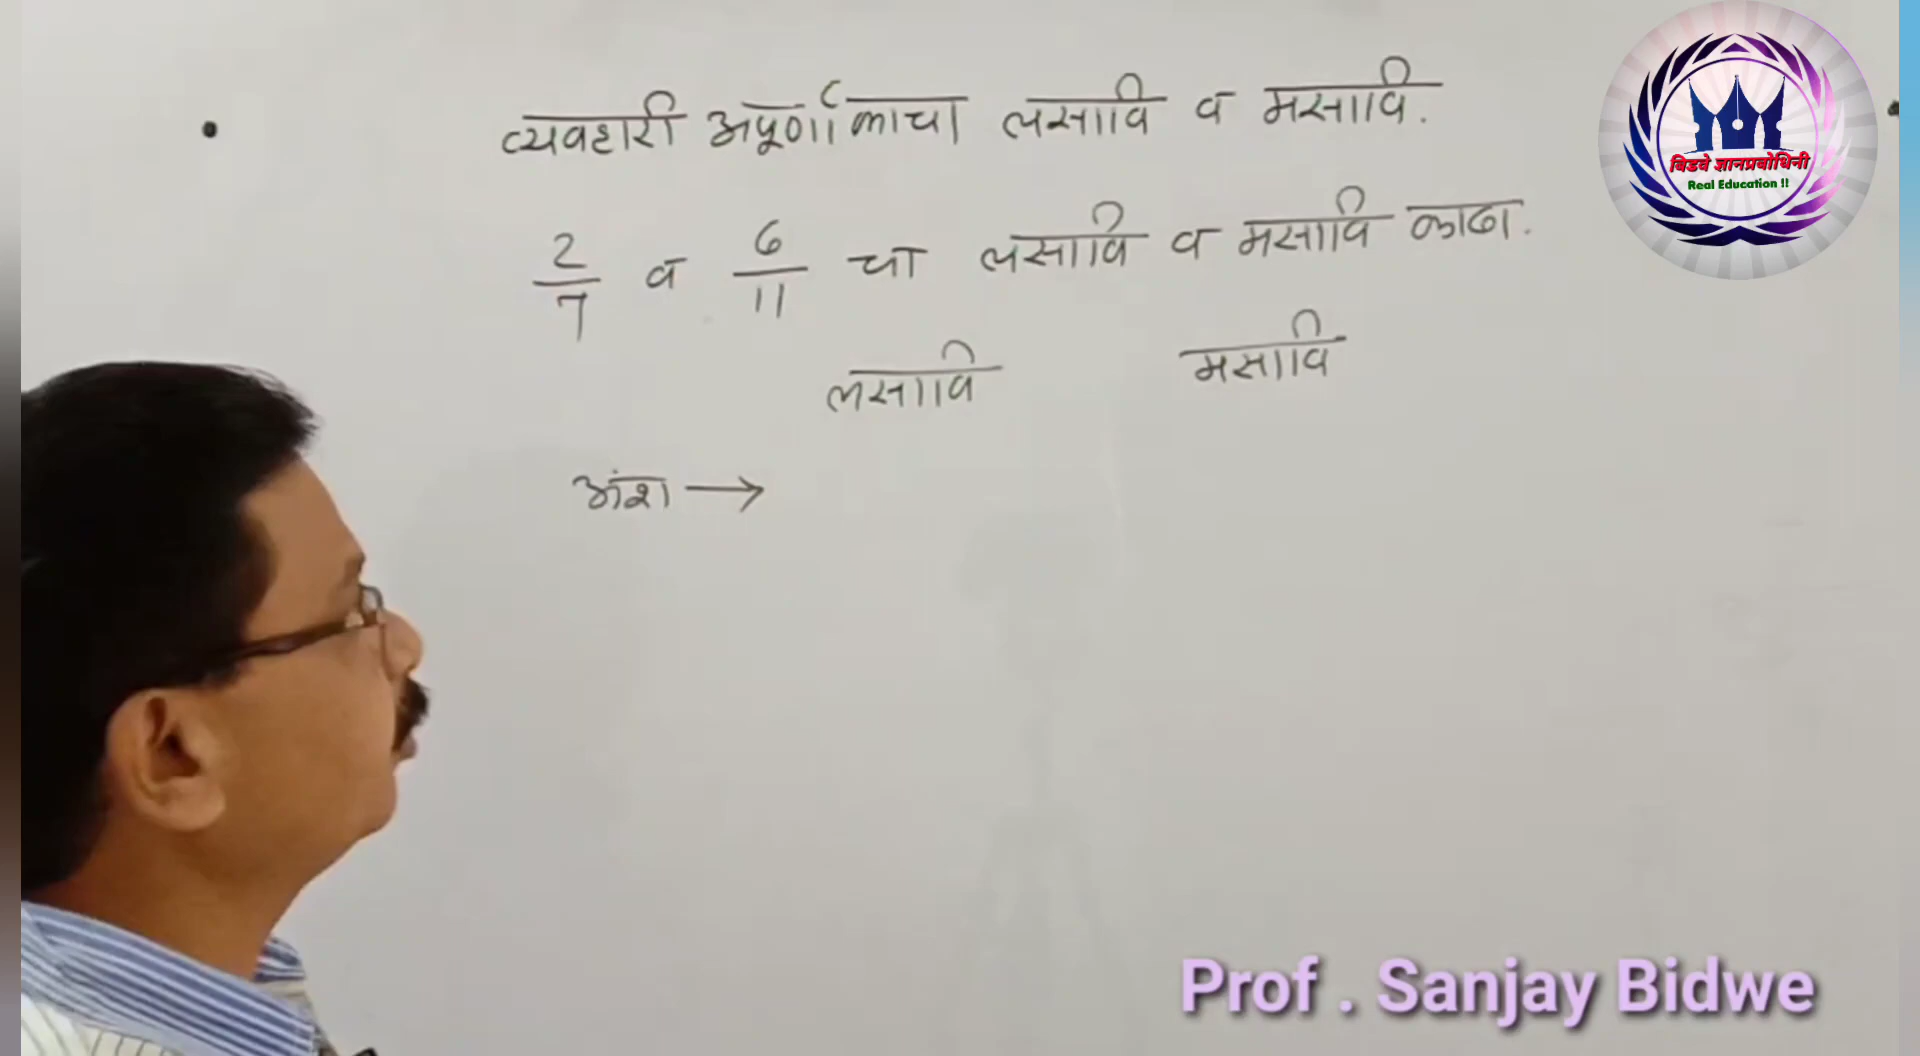 व्यवहारी अपूर्णांकाचा लसावि व मसावि.
2/7 व 6/11 चा लसावि व मसावि काढा.
लसावि मसावि
अंश →
बिडवे ज्ञानप्रबोधिनी
Real Education !!
Prof . Sanjay Bidwe